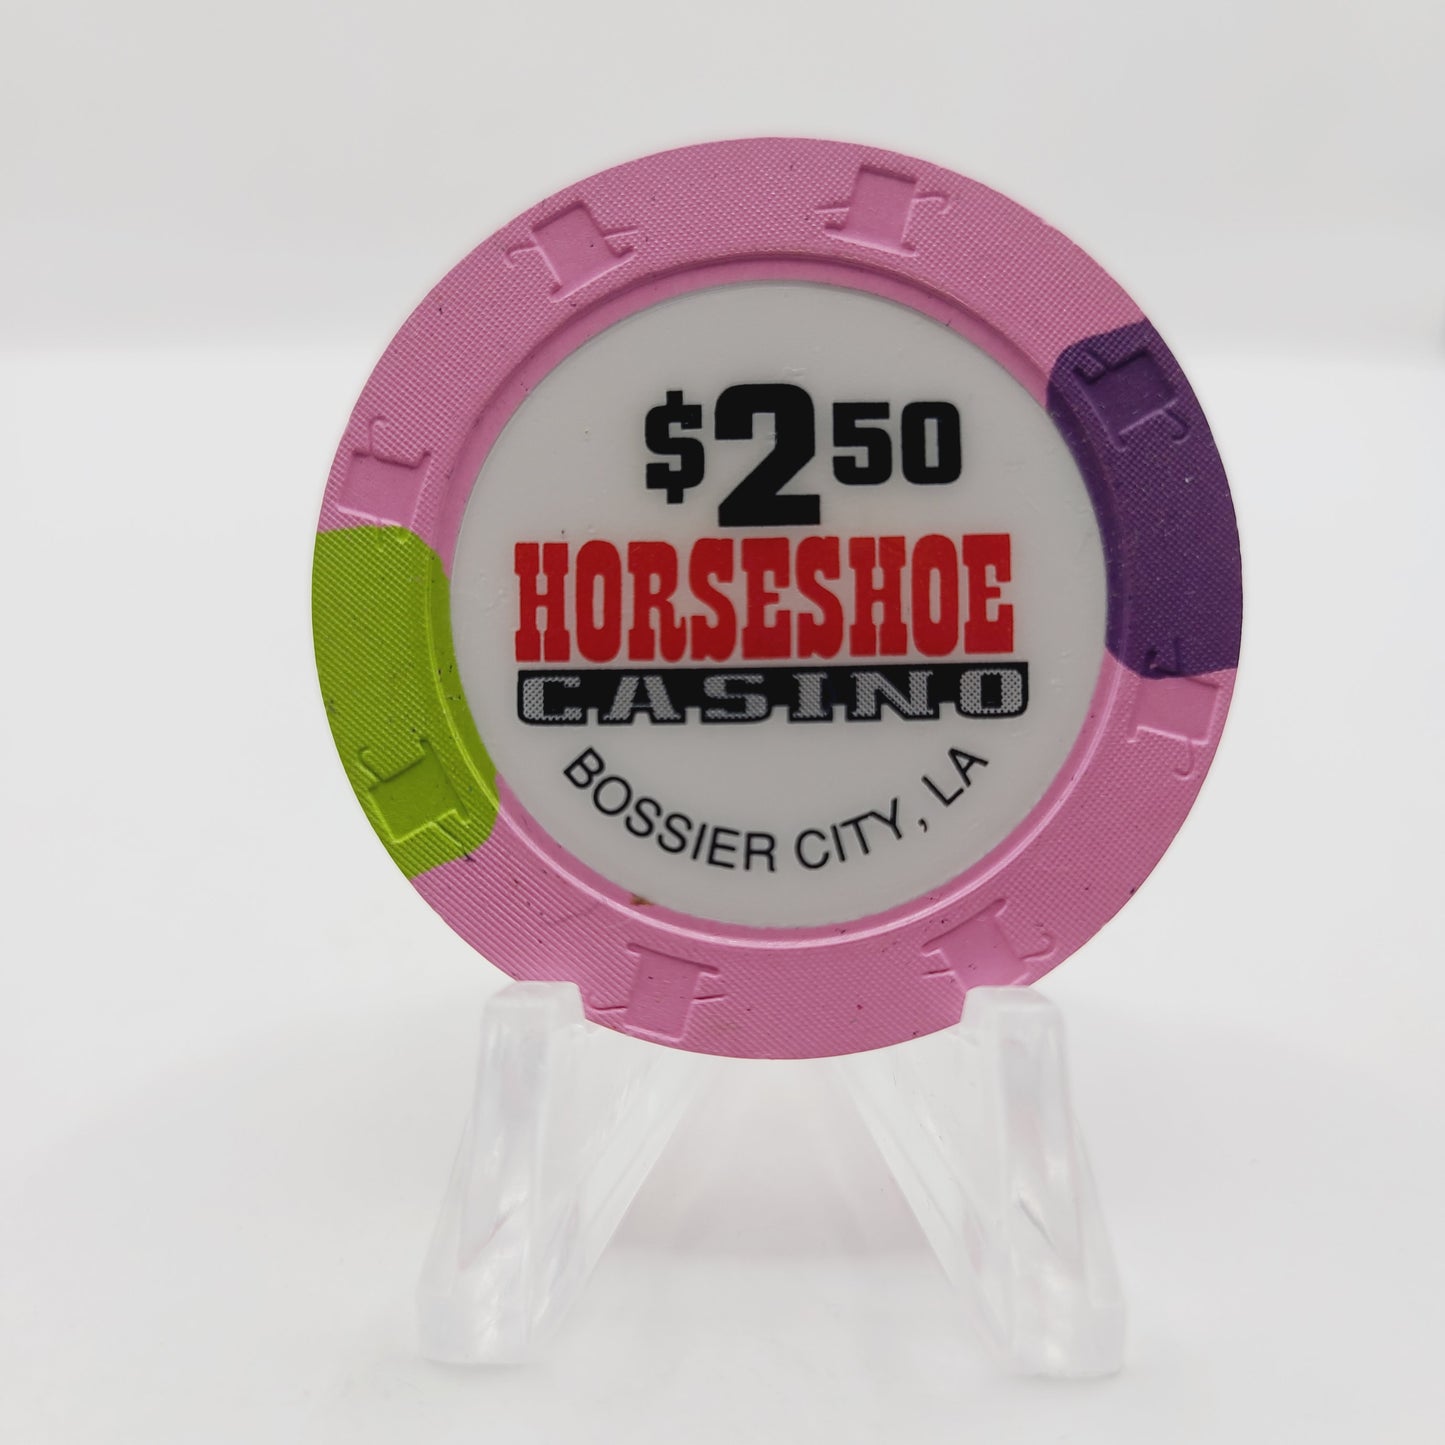 $2.50
HORSESHOE
CASINO
BOSSIER CITY, LA